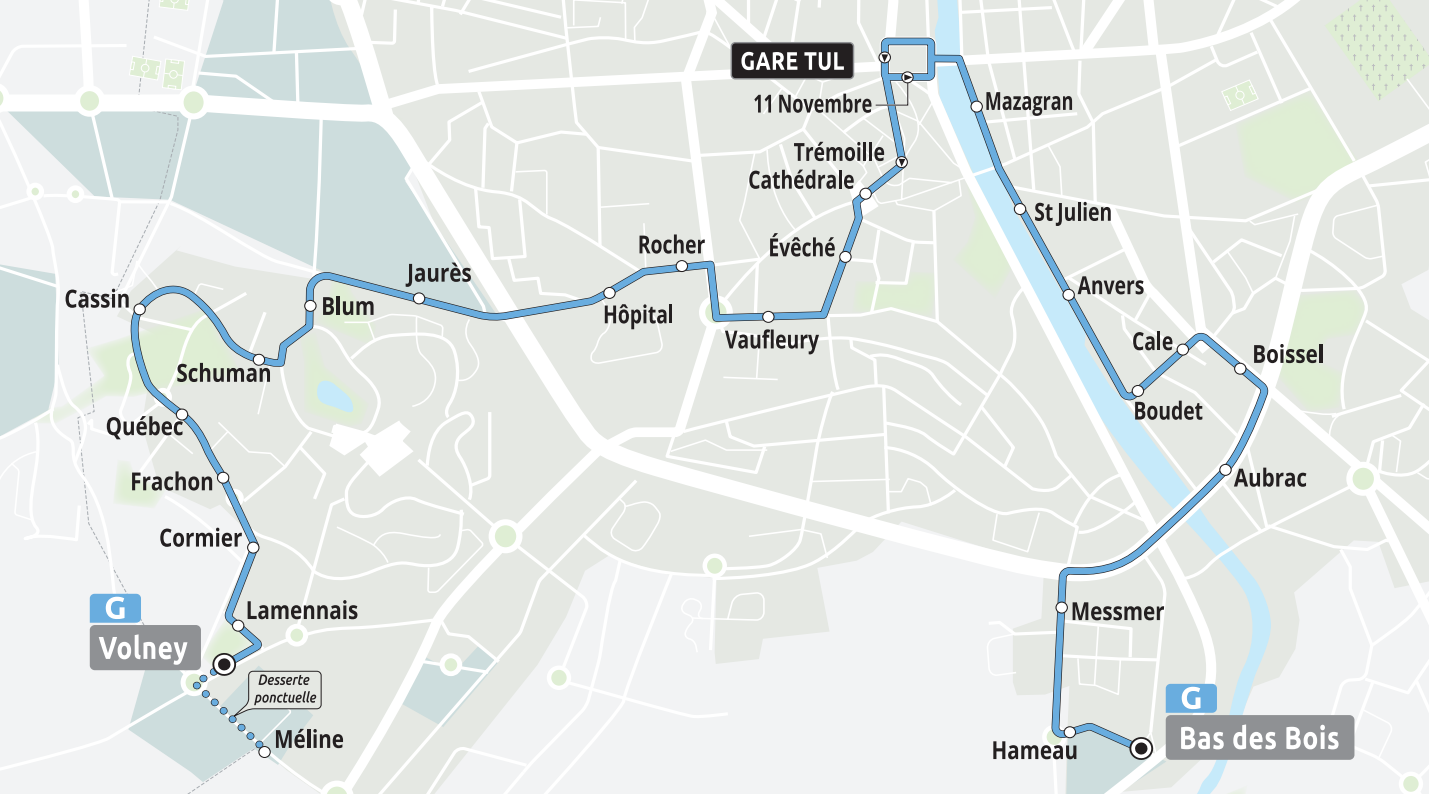 GARE TUL
11 Novembre
Mazagran
Trémoille
Cathédrale
St Julien
Évêché
Rocher
Jaurès
Anvers
Cassin
Blum
Hôpital
Vaufleury
Cale
Boissel
Schuman
Boudet
Québec
Frachon
Aubrac
Cormier
G
Volney
Lamennais
Messmer
Desserte
ponctuelle
Méline
G
Bas des Bois
Hameau